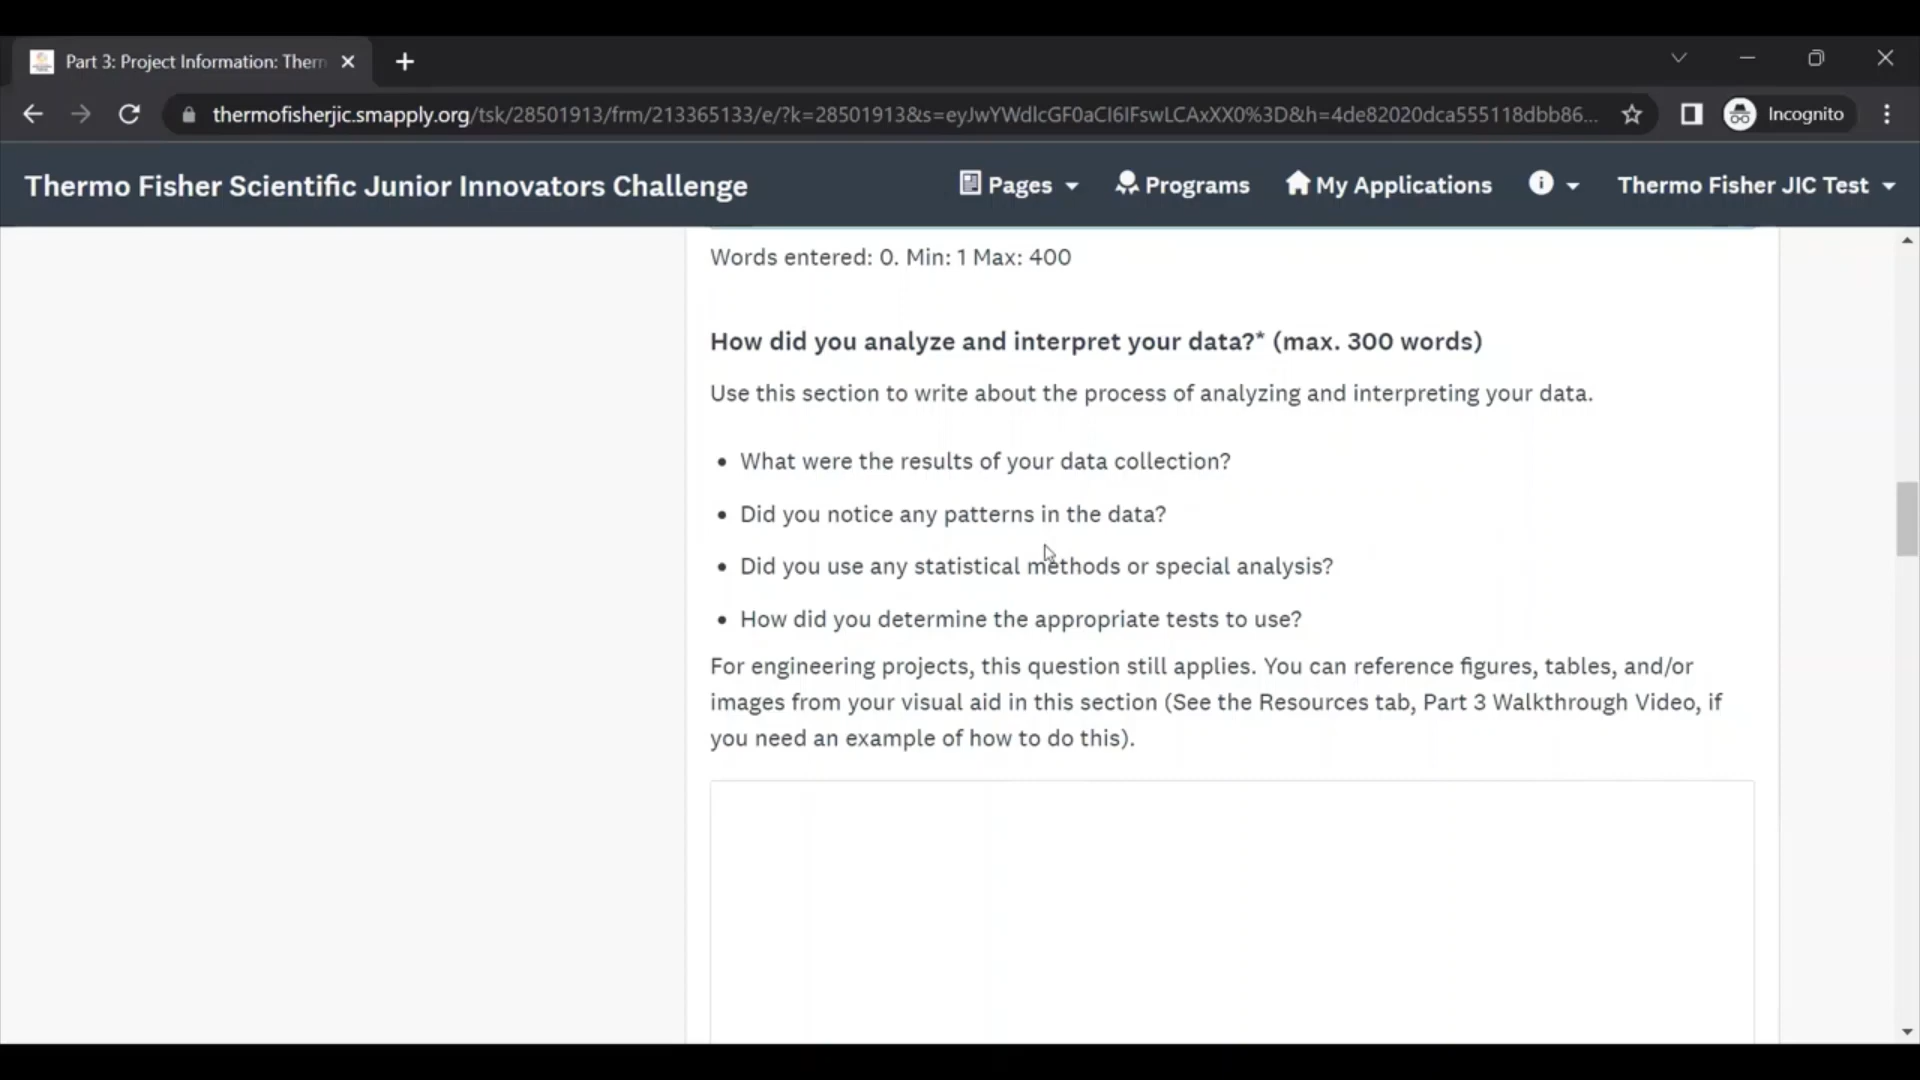 Part 3: Project Information: Therm
thermofisherjic.smapply.org/tsk/28501913/frm/213365133/e/?k=28501913&s=eyJwYWdlcGF0aCI6IFswLCAxXX0%3D&h=4de82020dca555118dbb86...
Incognito
Thermo Fisher Scientific Junior Innovators Challenge
Pages
Programs
My Applications
Thermo Fisher JIC Test
Words entered: 0. Min: 1 Max: 400
How did you analyze and interpret your data?* (max. 300 words)
Use this section to write about the process of analyzing and interpreting your data.
• What were the results of your data collection?
• Did you notice any patterns in the data?
• Did you use any statistical methods or special analysis?
• How did you determine the appropriate tests to use?
For engineering projects, this question still applies. You can reference figures, tables, and/or
images from your visual aid in this section (See the Resources tab, Part 3 Walkthrough Video, if
you need an example of how to do this).